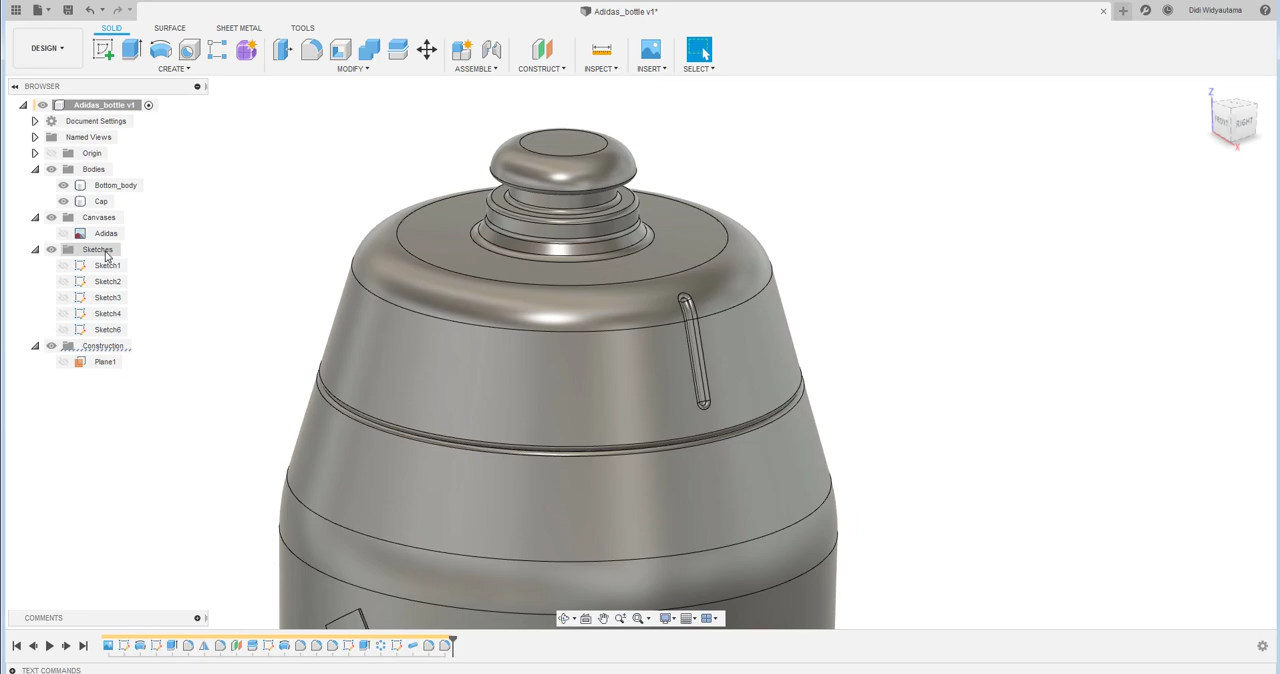 Adidas_bottle v1*
Didi Widyautama
SOLID
SURFACE
SHEET METAL
TOOLS
DESIGN
CREATE
MODIFY
ASSEMBLE
CONSTRUCT
INSPECT
INSERT
SELECT
BROWSER
Adidas_bottle v1
Document Settings
Named Views
Origin
Bodies
Bottom_body
Cap
Canvases
Adidas
Sketches
Sketch1
Sketch2
Sketch3
Sketch4
Sketch6
Construction
Plane1
Z
FRONT
RIGHT
X
COMMENTS
TEXT COMMANDS